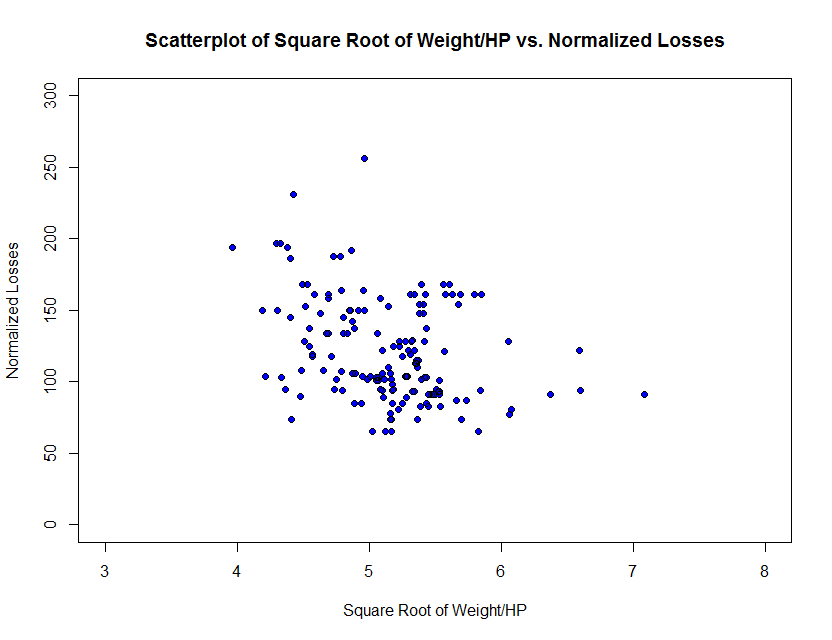 Scatterplot of Square Root of Weight/HP vs. Normalized Losses
300
250
200
150
100
50
0
Normalized Losses
3 4 5 6 7 8
Square Root of Weight/HP